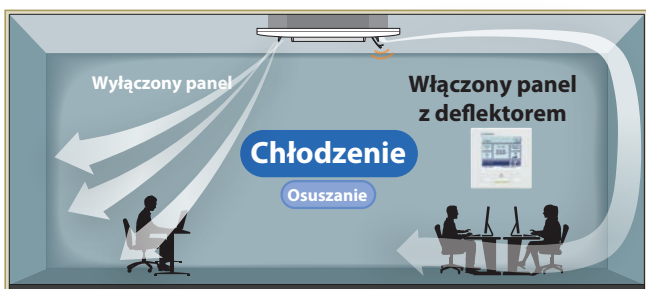 Wyłączony panel
Włączony panel
z deflektorem
Chłodzenie
Osuszanie